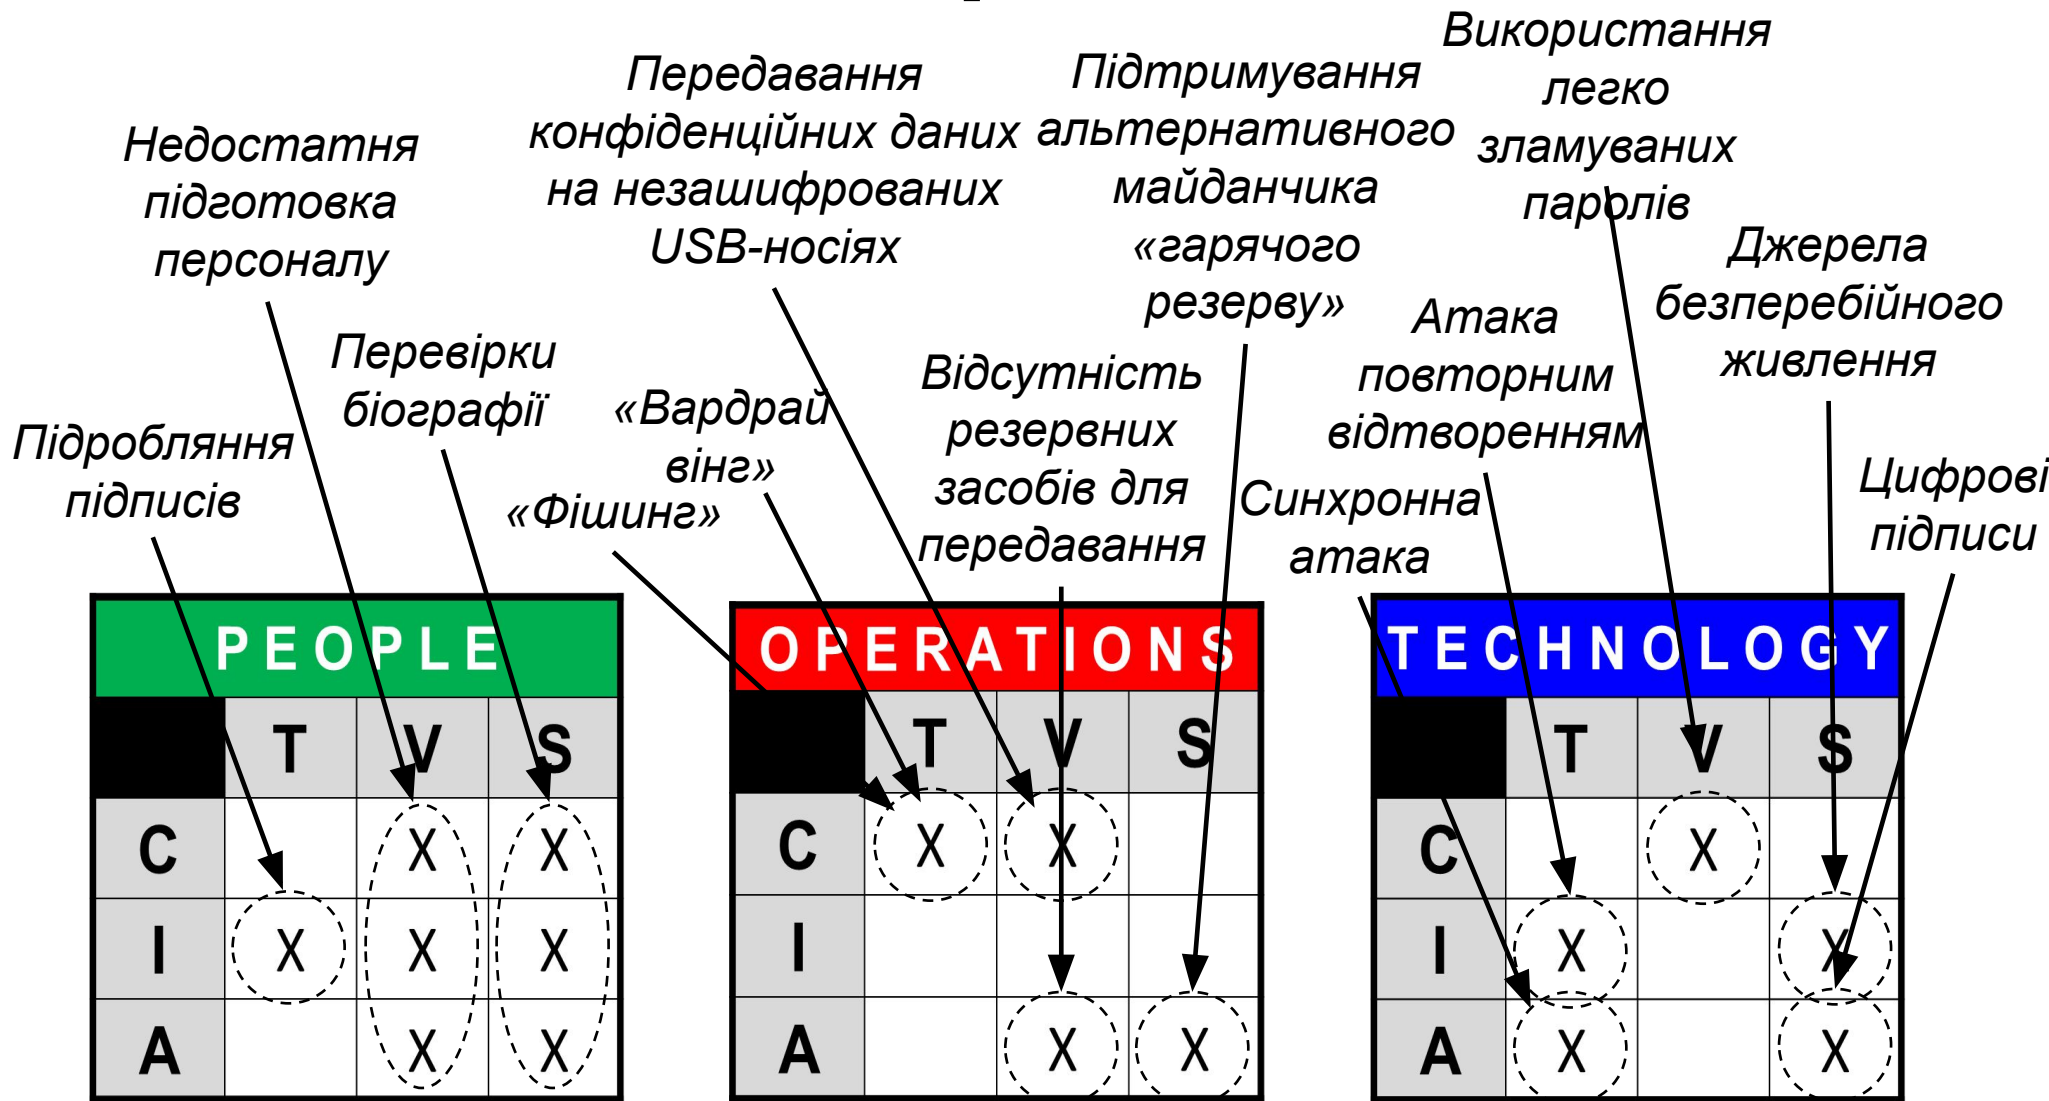 Використання
легко
зламуваних
паролів
Передавання
конфіденційних даних
на незашифрованих
USB-носіях
Підтримування
альтернативного
майданчика
«гарячого
резерву»
Недостатня
підготовка
персоналу
Джерела
безперебійного
живлення
Атака
повторним
відтворенням
Перевірки
біографії
«Вардрай
вінг»
Відсутність
резервних
засобів для
передавання
Підробляння
підписів
«Фішинг»
Синхронна
атака
Цифрові
підписи
PEOPLE
T V S
C X X
I X X X
A X X
OPERATIONS
T V S
C X X
I
A X X
TECHNOLOGY
T V S
C X
I X X
A X X